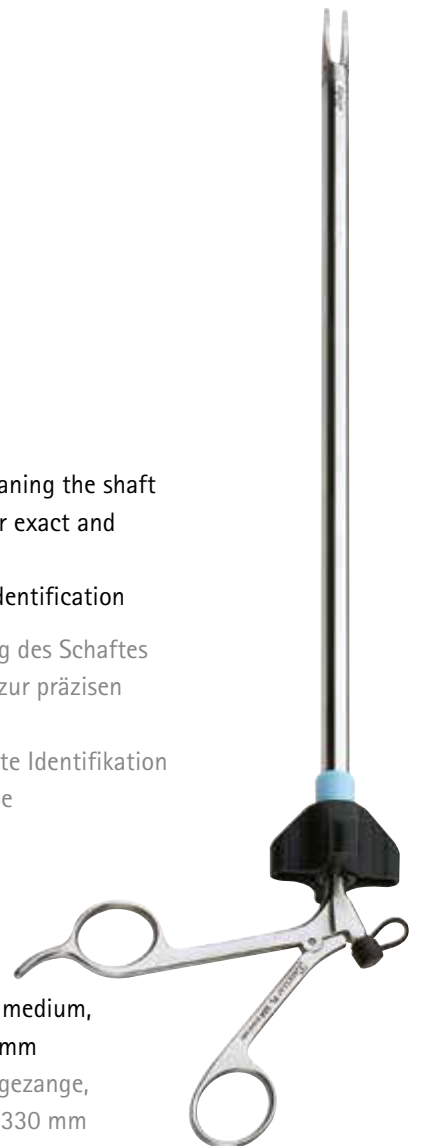 aning the shaft
r exact and
dentification
g des Schaftes
zur präzisen
te Identifikation
e
medium,
mm
gezange,
330 mm